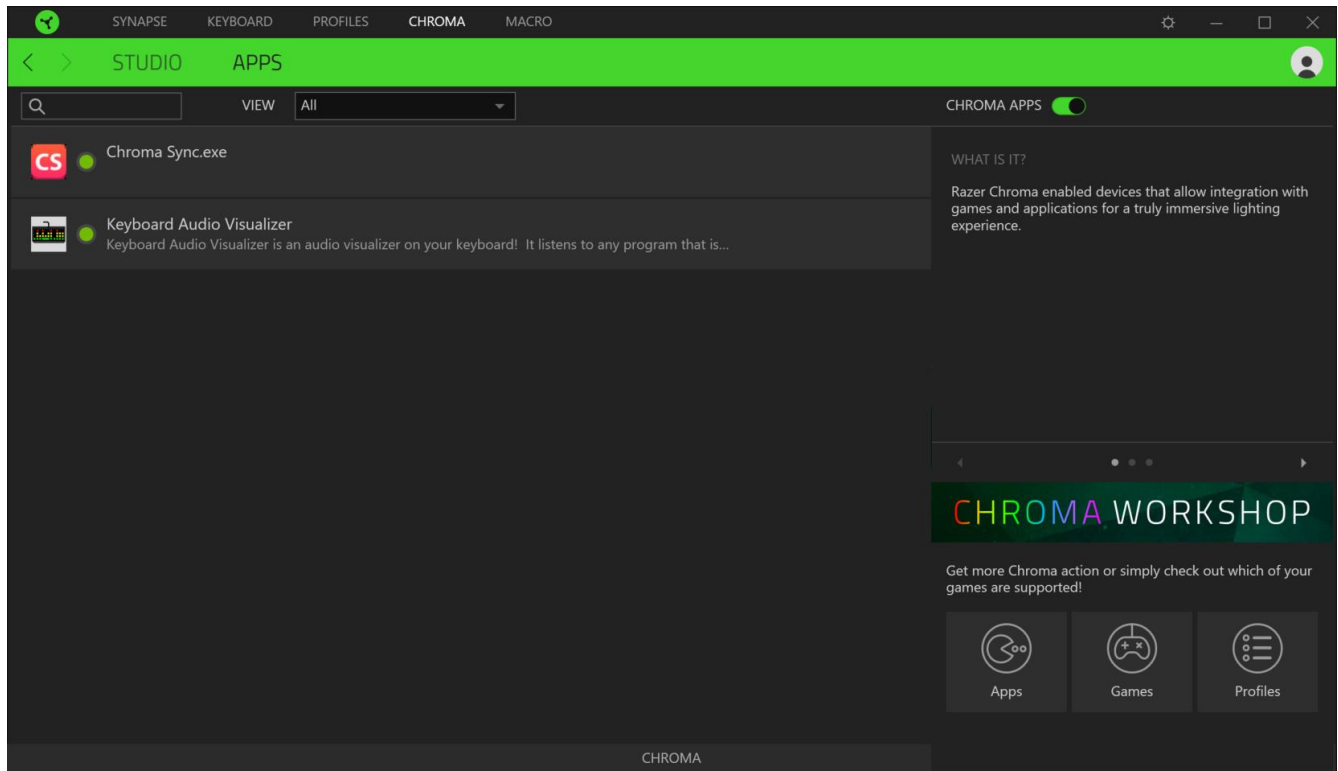 SYNAPSE KEYBOARD PROFILES CHROMA MACRO
STUDIO APPS
VIEW All CHROMA APPS
CS
Chroma Sync.exe
Keyboard Audio Visualizer
Keyboard Audio Visualizer is an audio visualizer on your keyboard! It listens to any program that is...
WHAT IS IT?
Razer Chroma enabled devices that allow integration with
games and applications for a truly immersive lighting
experience.
CHROMA WORKSHOP
Get more Chroma action or simply check out which of your
games are supported!
Apps Games Profiles
CHROMA